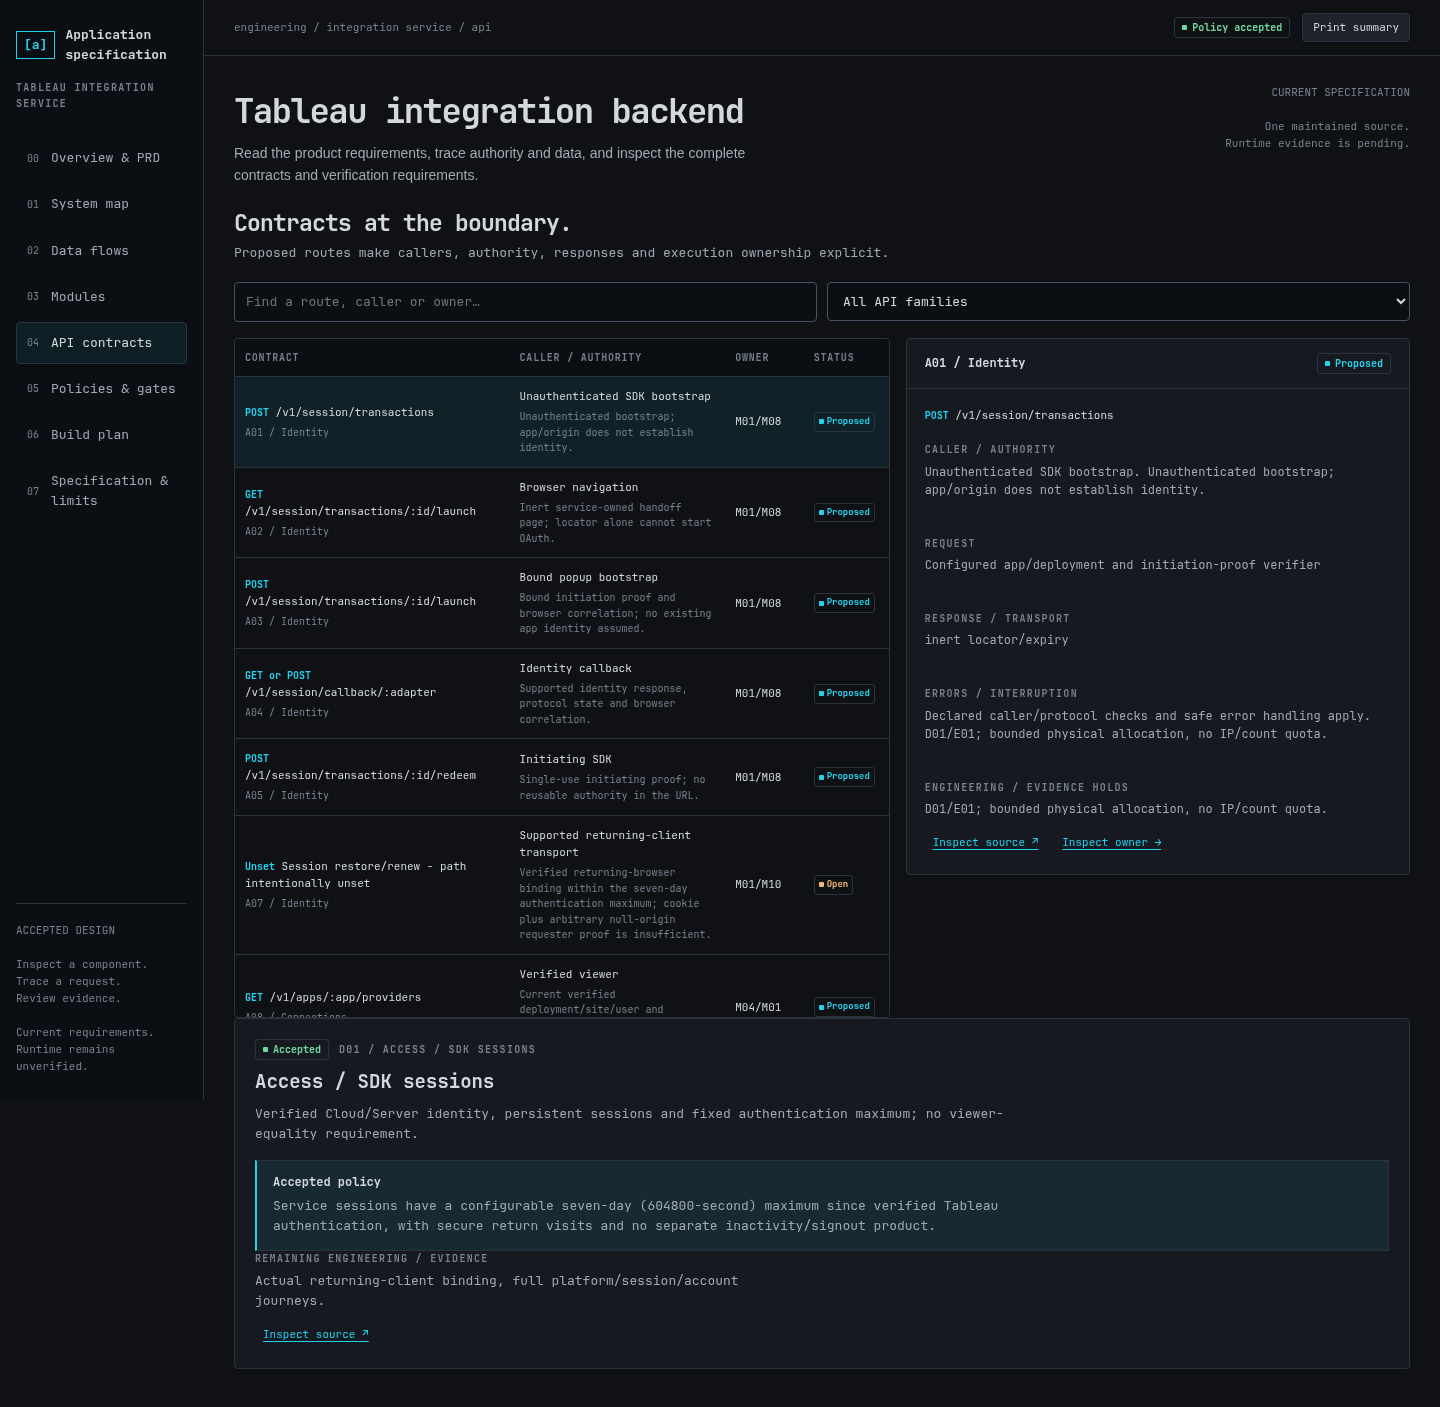 [a] Application
specification
TABLEAU INTEGRATION
SERVICE
00 Overview & PRD
01 System map
02 Data flows
03 Modules
04 API contracts
05 Policies & gates
06 Build plan
07 Specification &
limits
ACCEPTED DESIGN
Inspect a component.
Trace a request.
Review evidence.
Current requirements.
Runtime remains
unverified.
engineering / integration service / api
Policy accepted
Print summary
Tableau integration backend
Read the product requirements, trace authority and data, and inspect the complete
contracts and verification requirements.
CURRENT SPECIFICATION
One maintained source.
Runtime evidence is pending.
Contracts at the boundary.
Proposed routes make callers, authority, responses and execution ownership explicit.
Find a route, caller or owner…
All API families
CONTRACT CALLER / AUTHORITY OWNER STATUS
POST /v1/session/transactions
A01 / Identity
Unauthenticated SDK bootstrap
Unauthenticated bootstrap;
app/origin does not establish
identity.
M01/M08
Proposed
GET
/v1/session/transactions/:id/launch
A02 / Identity
Browser navigation
Inert service-owned handoff
page; locator alone cannot start
OAuth.
M01/M08
Proposed
POST
/v1/session/transactions/:id/launch
A03 / Identity
Bound popup bootstrap
Bound initiation proof and
browser correlation; no existing
app identity assumed.
M01/M08
Proposed
GET or POST
/v1/session/callback/:adapter
A04 / Identity
Identity callback
Supported identity response,
protocol state and browser
correlation.
M01/M08
Proposed
POST
/v1/session/transactions/:id/redeem
A05 / Identity
Initiating SDK
Single-use initiating proof; no
reusable authority in the URL.
M01/M08
Proposed
Unset Session restore/renew - path
intentionally unset
A07 / Identity
Supported returning-client
transport
Verified returning-browser
binding within the seven-day
authentication maximum; cookie
plus arbitrary null-origin
requester proof is insufficient.
M01/M10
Open
GET /v1/apps/:app/providers
A08 / Connections
Verified viewer
Current verified
deployment/site/user and
M04/M01
Proposed
A01 / Identity
Proposed
POST /v1/session/transactions
CALLER / AUTHORITY
Unauthenticated SDK bootstrap. Unauthenticated bootstrap;
app/origin does not establish identity.
REQUEST
Configured app/deployment and initiation-proof verifier
RESPONSE / TRANSPORT
inert locator/expiry
ERRORS / INTERRUPTION
Declared caller/protocol checks and safe error handling apply.
D01/E01; bounded physical allocation, no IP/count quota.
ENGINEERING / EVIDENCE HOLDS
D01/E01; bounded physical allocation, no IP/count quota.
Inspect source ↗ Inspect owner →
Accepted D01 / ACCESS / SDK SESSIONS
Access / SDK sessions
Verified Cloud/Server identity, persistent sessions and fixed authentication maximum; no viewer-
equality requirement.
Accepted policy
Service sessions have a configurable seven-day (604800-second) maximum since verified Tableau
authentication, with secure return visits and no separate inactivity/signout product.
REMAINING ENGINEERING / EVIDENCE
Actual returning-client binding, full platform/session/account
journeys.
Inspect source ↗